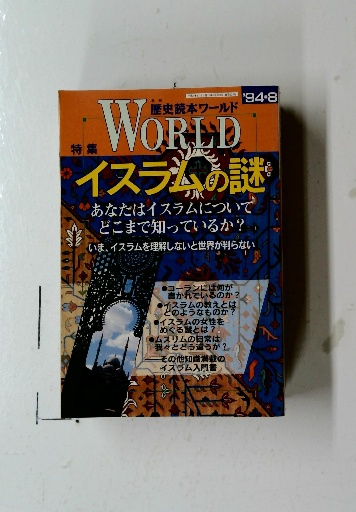 歴史読本ワールド
'94・8
WORLD
特集
イスラムの謎
あなたはイスラムについて
どこまで知っているか?
いま、イスラムを理解しないと世界が判らない
●コーランには何が
書かれているのか?
●イスラムの教えとは
どのようなものか?
●イスラムの女性を
めぐる謎とは?
●ムスリムの日常は
我々とどう違うか?
その他知識満載の
イスラム入門書